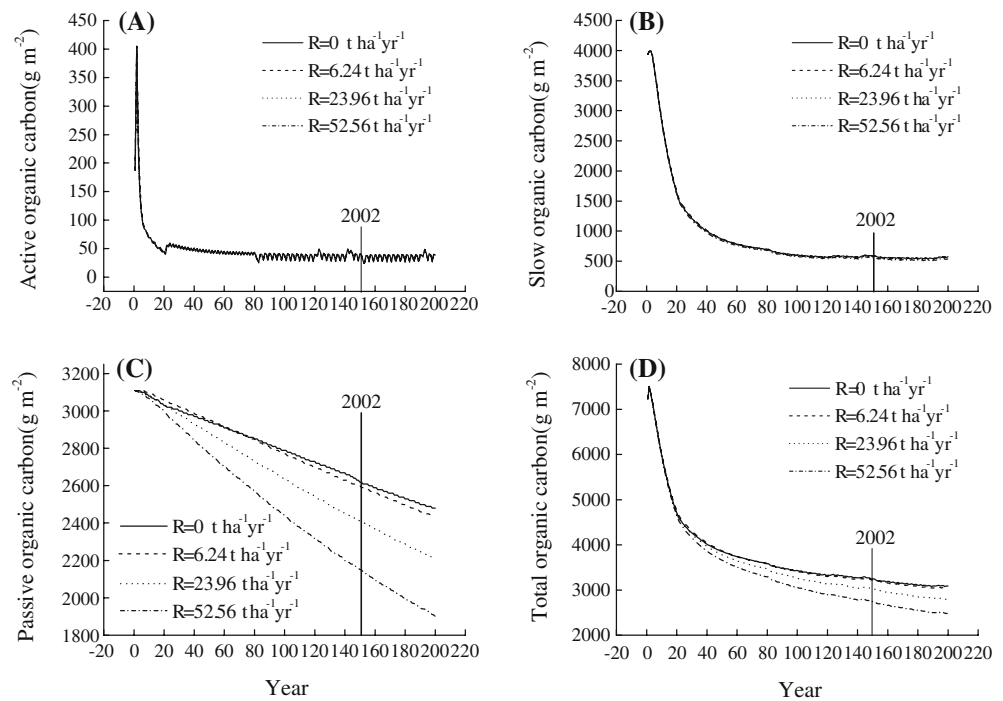 (A)
Active organic carbon(g m⁻²)
450
400
350
300
250
200
150
100
50
0
-20 0 20 40 60 80 100 120 140 160 180 200 220
R=0 t ha⁻¹yr⁻¹
R=6.24 t ha⁻¹yr⁻¹
R=23.96 t ha⁻¹yr⁻¹
R=52.56 t ha⁻¹yr⁻¹
2002
(B)
Slow organic carbon(g m⁻²)
4500
4000
3500
3000
2500
2000
1500
1000
500
0
-20 0 20 40 60 80 100 120 140 160 180 200 220
R=0 t ha⁻¹yr⁻¹
R=6.24 t ha⁻¹yr⁻¹
R=23.96 t ha⁻¹yr⁻¹
R=52.56 t ha⁻¹yr⁻¹
2002
(C)
Passive organic carbon(g m⁻²)
3200
3000
2800
2600
2400
2200
2000
1800
-20 0 20 40 60 80 100 120 140 160 180 200 220
2002
R=0 t ha⁻¹yr⁻¹
R=6.24 t ha⁻¹yr⁻¹
R=23.96 t ha⁻¹yr⁻¹
R=52.56 t ha⁻¹yr⁻¹
Year
(D)
Total organic carbon(g m⁻²)
8000
7000
6000
5000
4000
3000
2000
-20 0 20 40 60 80 100 120 140 160 180 200 220
R=0 t ha⁻¹yr⁻¹
R=6.24 t ha⁻¹yr⁻¹
R=23.96 t ha⁻¹yr⁻¹
R=52.56 t ha⁻¹yr⁻¹
2002
Year